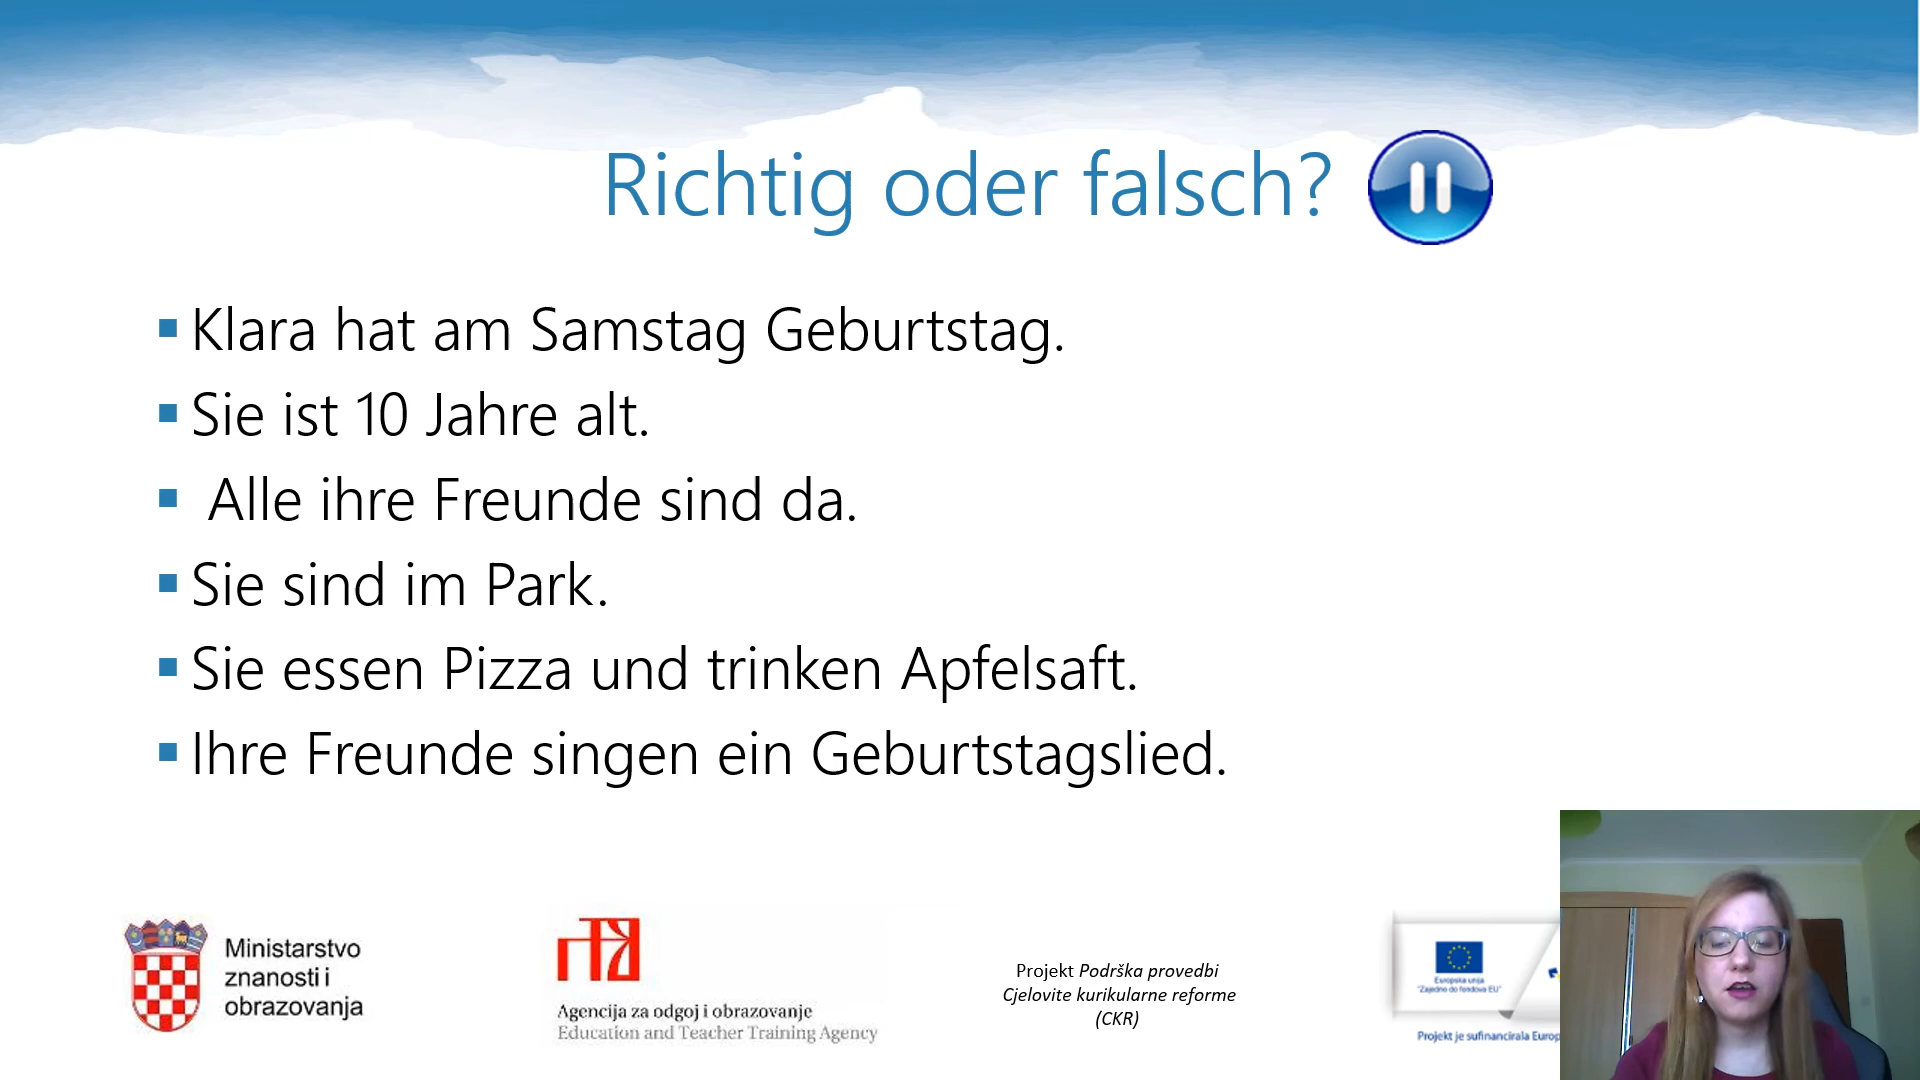 Richtig oder falsch?
Klara hat am Samstag Geburtstag.
Sie ist 10 Jahre alt.
Alle ihre Freunde sind da.
Sie sind im Park.
Sie essen Pizza und trinken Apfelsaft.
Ihre Freunde singen ein Geburtstagslied.
Ministarstvo
znanosti i
obrazovanja
Agencija za odgoj i obrazovanje
Education and Teacher Training Agency
Projekt Podrška provedbi
Cjelovite kurikularne reforme
(CKR)
Europska unija
"Zajedno do fondova EU"
Projekt je sufinancirala Europ